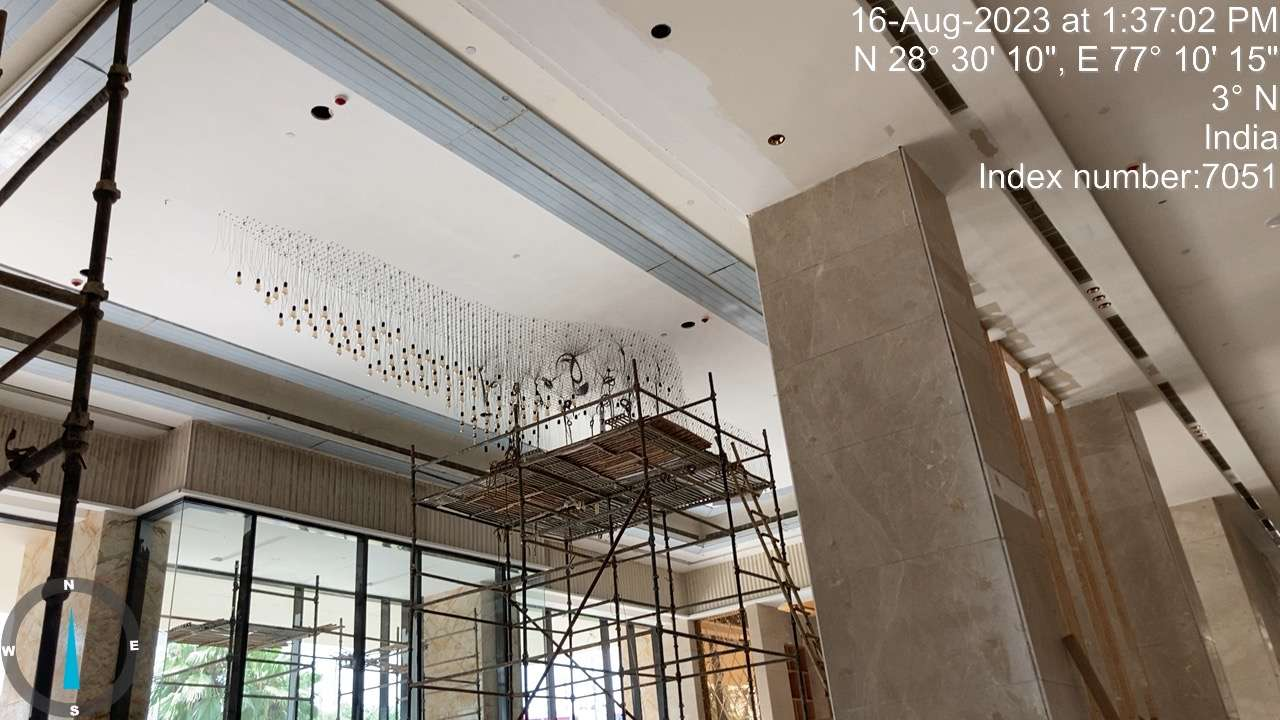 16-Aug-2023 at 1:37:02 PM
N 28° 30' 10", E 77° 10' 15"
3° N
India
Index number:7051
N
W E
S